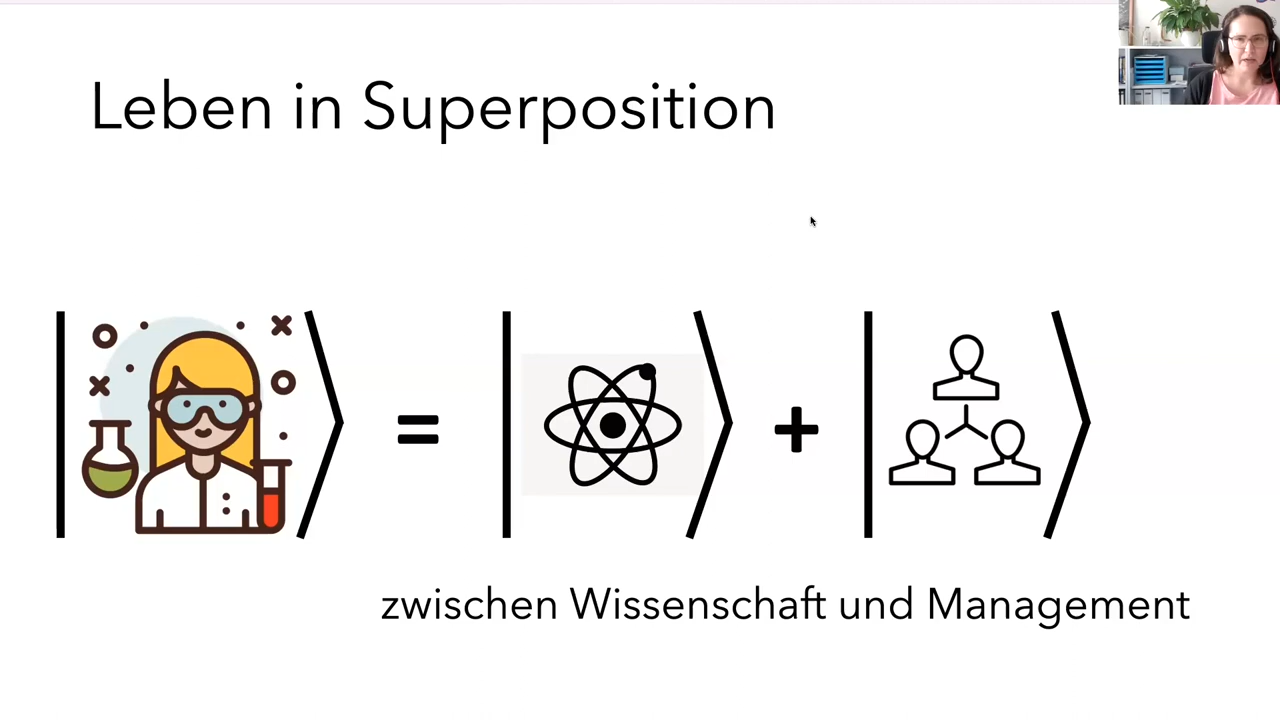 Leben in Superposition
= +
zwischen Wissenschaft und Management